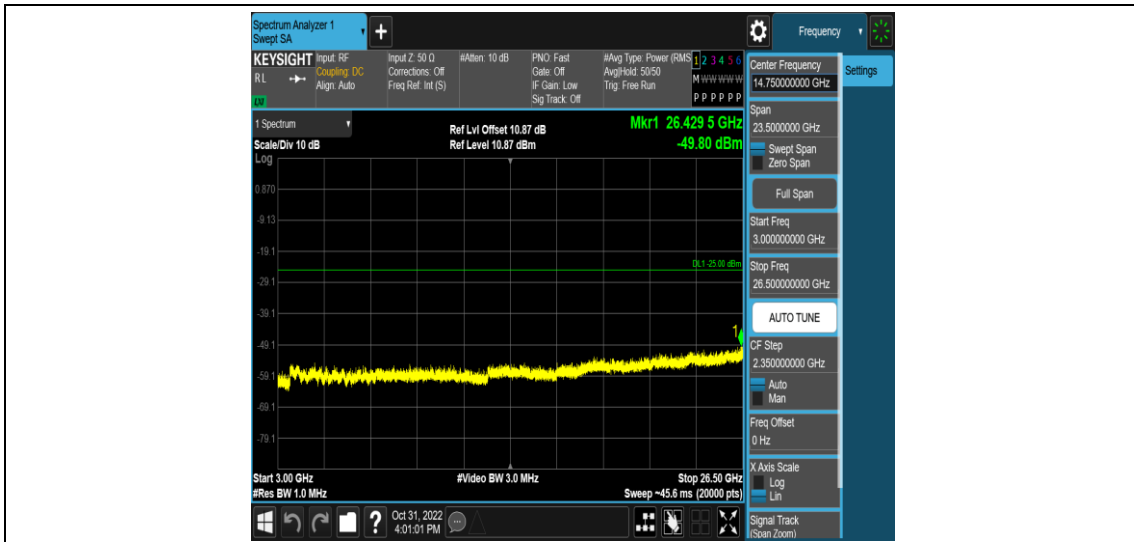 Spectrum Analyzer 1
Swept SA
+
Frequency
KEYSIGHT
RL
LXI
Input: RF
Coupling: DC
Align: Auto
Input Z: 50 Ω
Corrections: Off
Freq Ref: Int (S)
#Atten: 10 dB
PNO: Fast
Gate: Off
IF Gain: Low
Sig Track: Off
#Avg Type: Power (RMS
Avg|Hold: 50/50
Trig: Free Run
1 2 3 4 5 6
M W W W W W
P P P P P P
1 Spectrum
Scale/Div 10 dB
Log
Ref Lvl Offset 10.87 dB
Ref Level 10.87 dBm
Mkr1 26.429 5 GHz
-49.80 dBm
0.870
-9.13
-19.1
DL1 -25.00 dBm
-29.1
-39.1
1
-49.1
-59.1
-69.1
-79.1
Start 3.00 GHz
#Res BW 1.0 MHz
#Video BW 3.0 MHz
Stop 26.50 GHz
Sweep ~45.6 ms (20000 pts)
?
Oct 31, 2022
4:01:01 PM
Center Frequency
14.750000000 GHz
Settings
Span
23.5000000 GHz
Swept Span
Zero Span
Full Span
Start Freq
3.000000000 GHz
Stop Freq
26.500000000 GHz
AUTO TUNE
CF Step
2.350000000 GHz
Auto
Man
Freq Offset
0 Hz
X Axis Scale
Log
Lin
Signal Track
(Span Zoom)